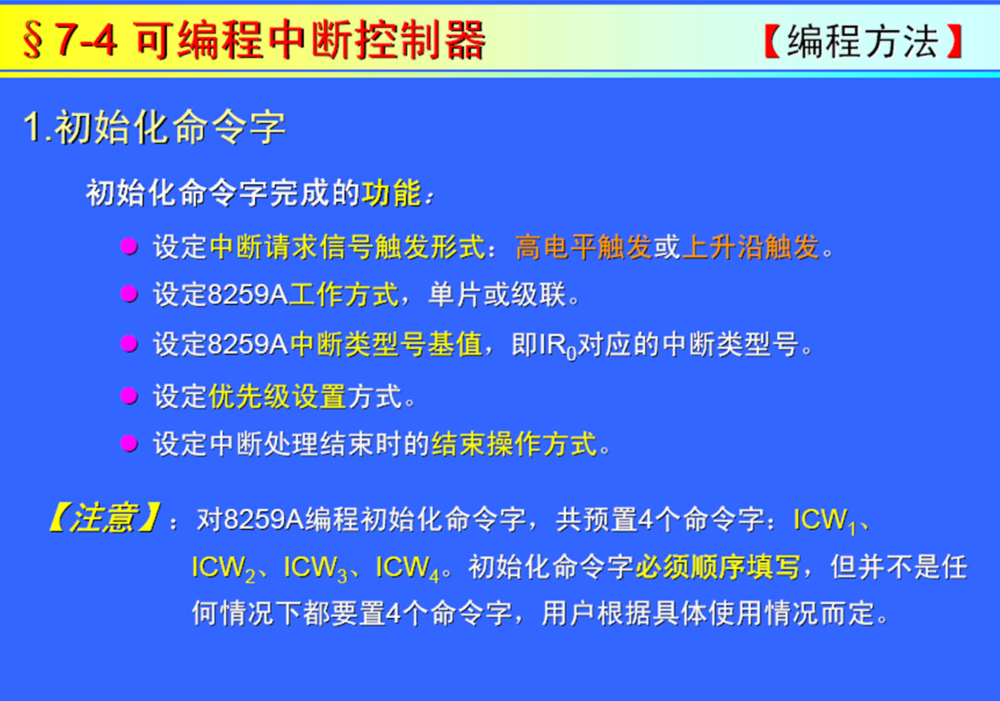 §7-4 可编程中断控制器 【编程方法】
1.初始化命令字
初始化命令字完成的功能：
● 设定中断请求信号触发形式：高电平触发或上升沿触发。
● 设定8259A工作方式，单片或级联。
● 设定8259A中断类型号基值，即IR0对应的中断类型号。
● 设定优先级设置方式。
● 设定中断处理结束时的结束操作方式。
【注意】：对8259A编程初始化命令字，共预置4个命令字：ICW1、
ICW2、ICW3、ICW4。初始化命令字必须顺序填写，但并不是任
何情况下都要置4个命令字，用户根据具体使用情况而定。